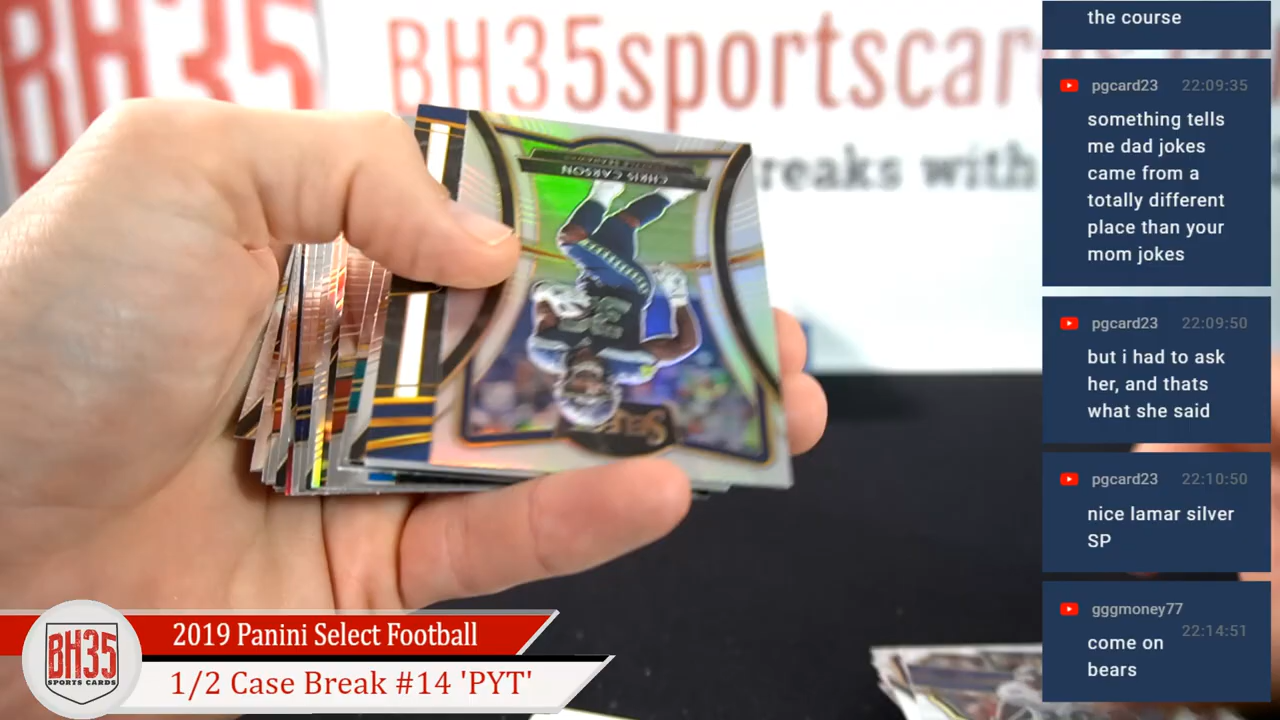 BH35
BH35sportscar
reaks with
CHRIS CARSON
SELECT
the course
pgcard23 22:09:35
something tells
me dad jokes
came from a
totally different
place than your
mom jokes
pgcard23 22:09:50
but i had to ask
her, and thats
what she said
pgcard23 22:10:50
nice lamar silver
SP
gggmoney77
22:14:51
come on
bears
BH35
SPORTS CARDS
2019 Panini Select Football
1/2 Case Break #14 'PYT'